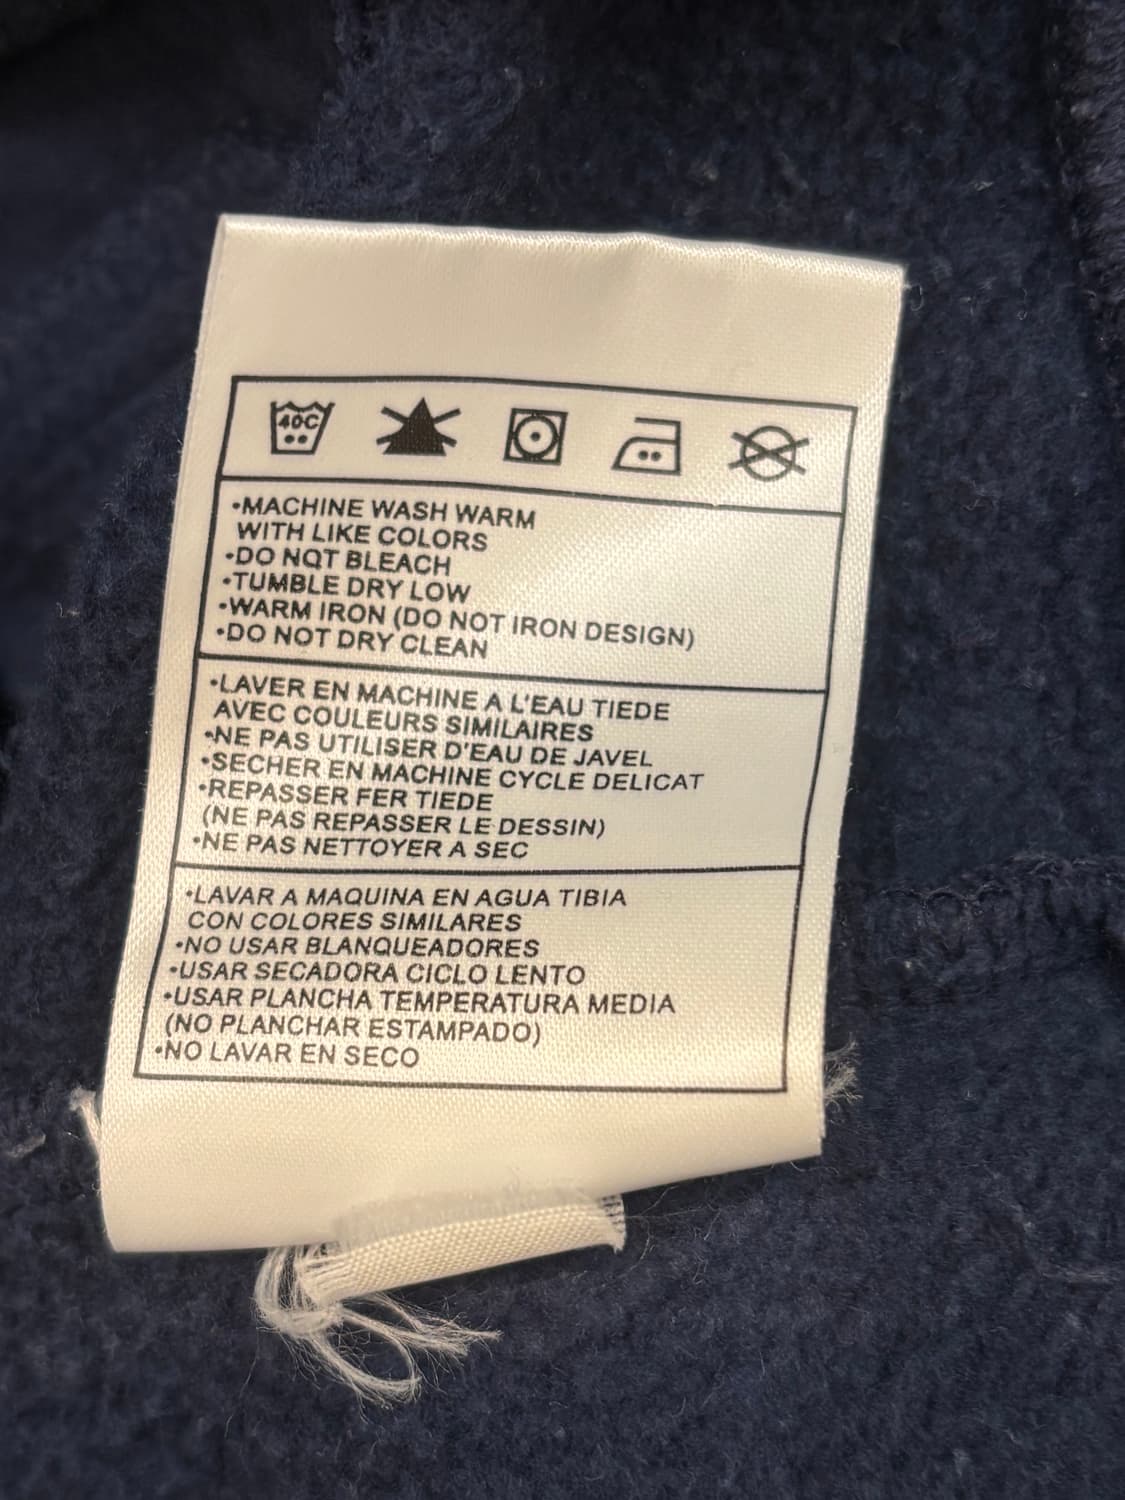 40C
•MACHINE WASH WARM
WITH LIKE COLORS
•DO NOT BLEACH
•TUMBLE DRY LOW
•WARM IRON (DO NOT IRON DESIGN)
•DO NOT DRY CLEAN
•LAVER EN MACHINE A L'EAU TIEDE
AVEC COULEURS SIMILAIRES
•NE PAS UTILISER D'EAU DE JAVEL
•SECHER EN MACHINE CYCLE DELICAT
•REPASSER FER TIEDE
(NE PAS REPASSER LE DESSIN)
•NE PAS NETTOYER A SEC
•LAVAR A MAQUINA EN AGUA TIBIA
CON COLORES SIMILARES
•NO USAR BLANQUEADORES
•USAR SECADORA CICLO LENTO
•USAR PLANCHA TEMPERATURA MEDIA
(NO PLANCHAR ESTAMPADO)
•NO LAVAR EN SECO